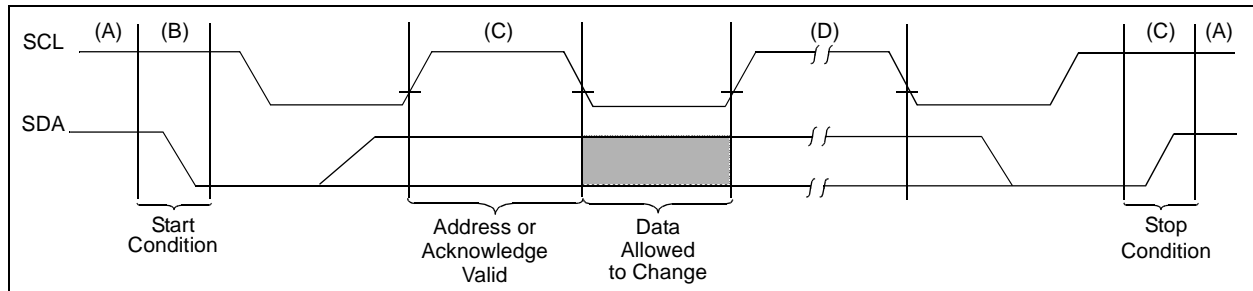 (A) (B) (C) (D) (C) (A)
SCL
SDA
Start
Condition
Address or
Acknowledge
Valid
Data
Allowed
to Change
Stop
Condition